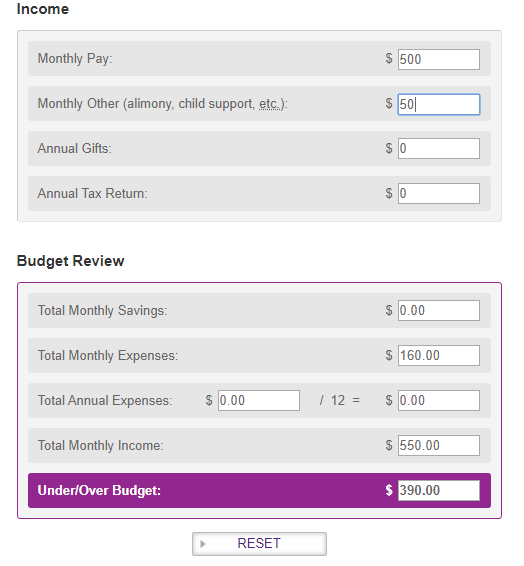 Income
Monthly Pay: $ 500
Monthly Other (alimony, child support, etc.): $ 50
Annual Gifts: $ 0
Annual Tax Return: $ 0
Budget Review
Total Monthly Savings: $ 0.00
Total Monthly Expenses: $ 160.00
Total Annual Expenses: $ 0.00 / 12 = $ 0.00
Total Monthly Income: $ 550.00
Under/Over Budget: $ 390.00
RESET